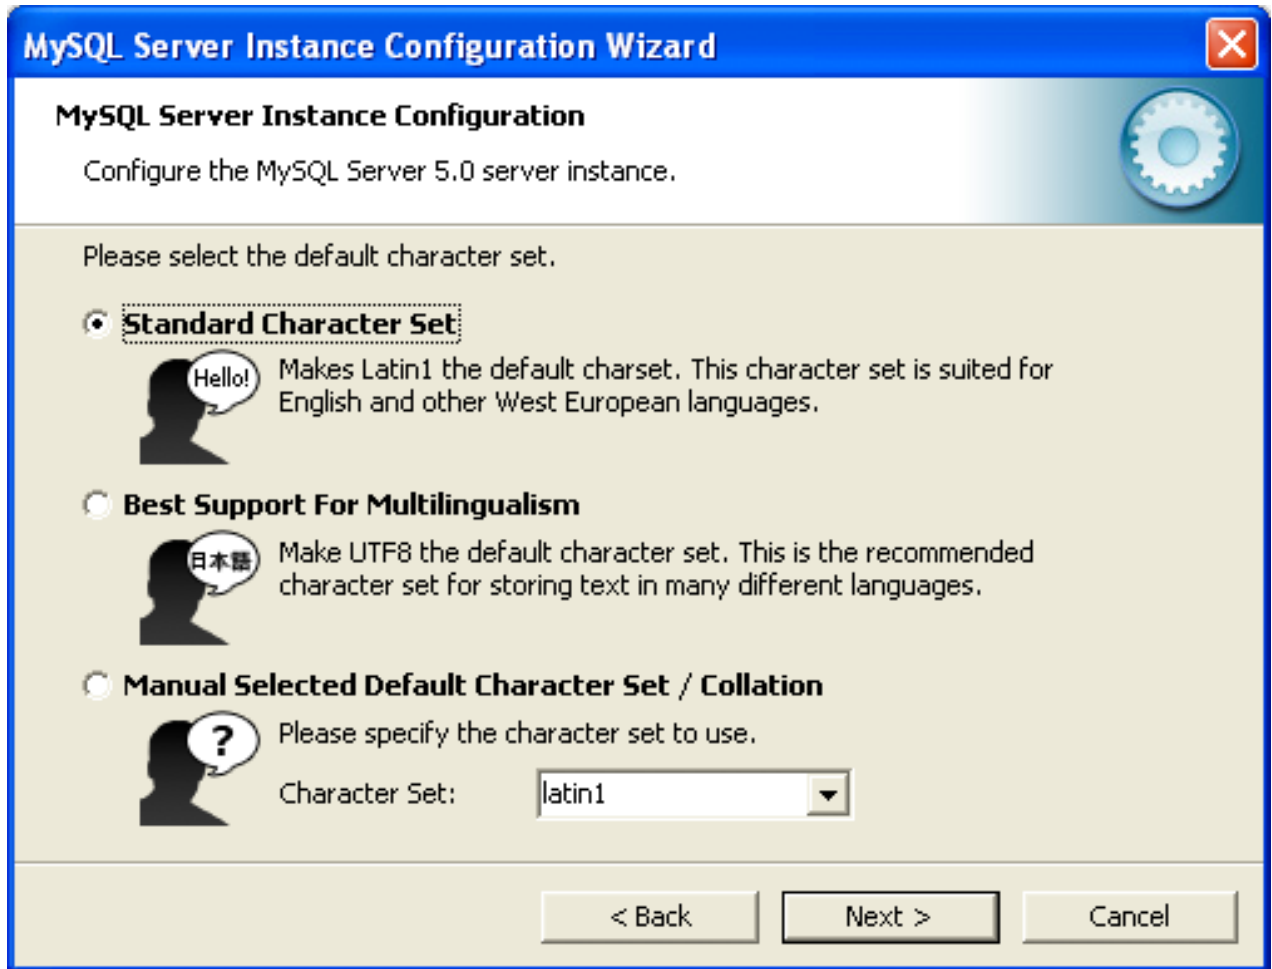 MySQL Server Instance Configuration Wizard
MySQL Server Instance Configuration
Configure the MySQL Server 5.0 server instance.
Please select the default character set.
Standard Character Set
Hello!
Makes Latin1 the default charset. This character set is suited for
English and other West European languages.
Best Support For Multilingualism
日本語
Make UTF8 the default character set. This is the recommended
character set for storing text in many different languages.
Manual Selected Default Character Set / Collation
?
Please specify the character set to use.
Character Set: latin1
< Back Next > Cancel